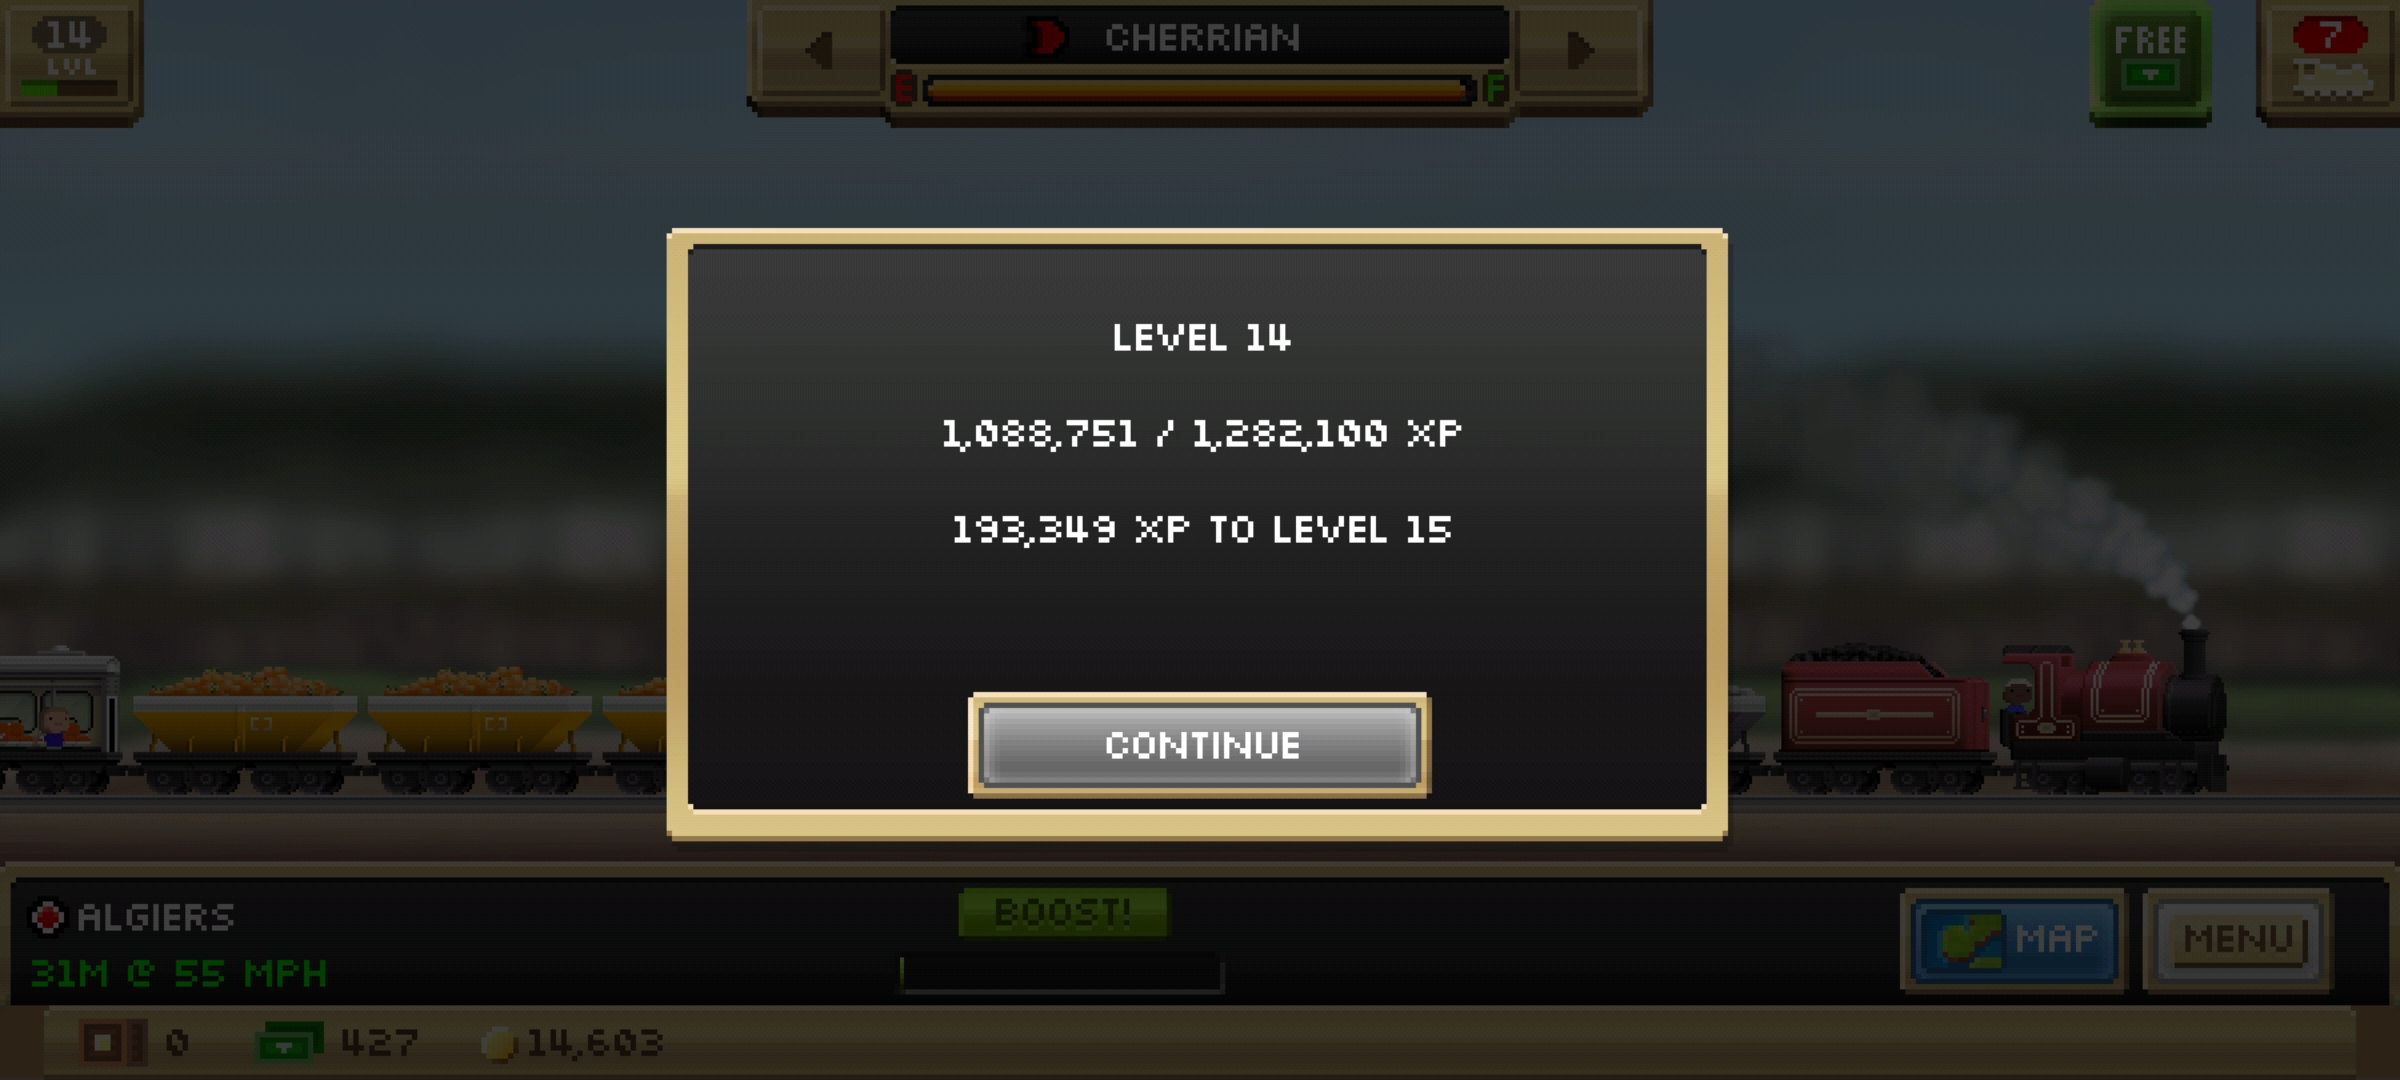 14
LVL
CHERRIAN
E F
FREE
7
LEVEL 14
1,088,751 / 1,282,100 XP
193,349 XP TO LEVEL 15
CONTINUE
ALGIERS
31M @ 55 MPH
BOOST!
MAP
MENU
0 427 14,603